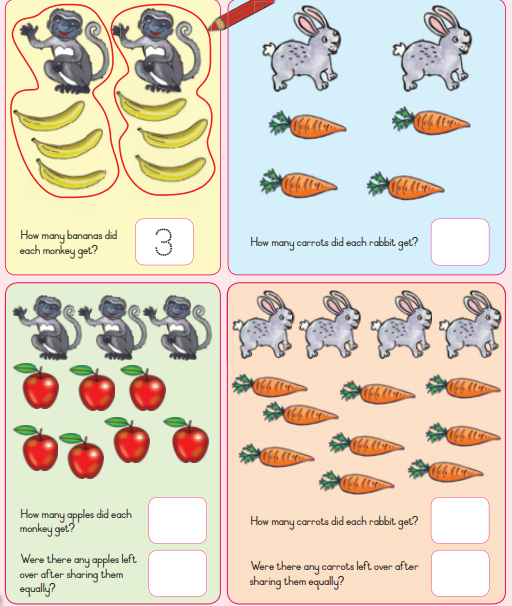 How many bananas did
each monkey get?
3
How many carrots did each rabbit get?
How many apples did each
monkey get?
Were there any apples left
over after sharing them
equally?
How many carrots did each rabbit get?
Were there any carrots left over after
sharing them equally?